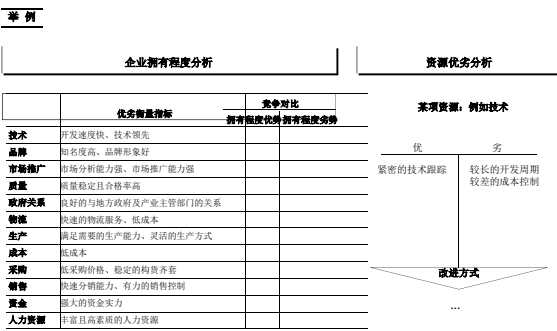 举 例
企业拥有程度分析
资源优劣分析
优劣衡量指标
竞争对比
拥有程度优势
拥有程度劣势
技术 开发速度快、技术领先
品牌 知名度高、品牌形象好
市场推广 市场分析能力强、市场推广能力强
质量 质量稳定且合格率高
政府关系 良好的与地方政府及产业主管部门的关系
物流 快速的物流服务、低成本
生产 满足需要的生产能力、灵活的生产方式
成本 低成本
采购 低采购价格、稳定的购货齐套
销售 快速分销能力、有力的销售控制
资金 强大的资金实力
人力资源 丰富且高素质的人力资源
某项资源：例如技术
优 劣
紧密的技术跟踪
较长的开发周期
较差的成本控制
改进方式
...